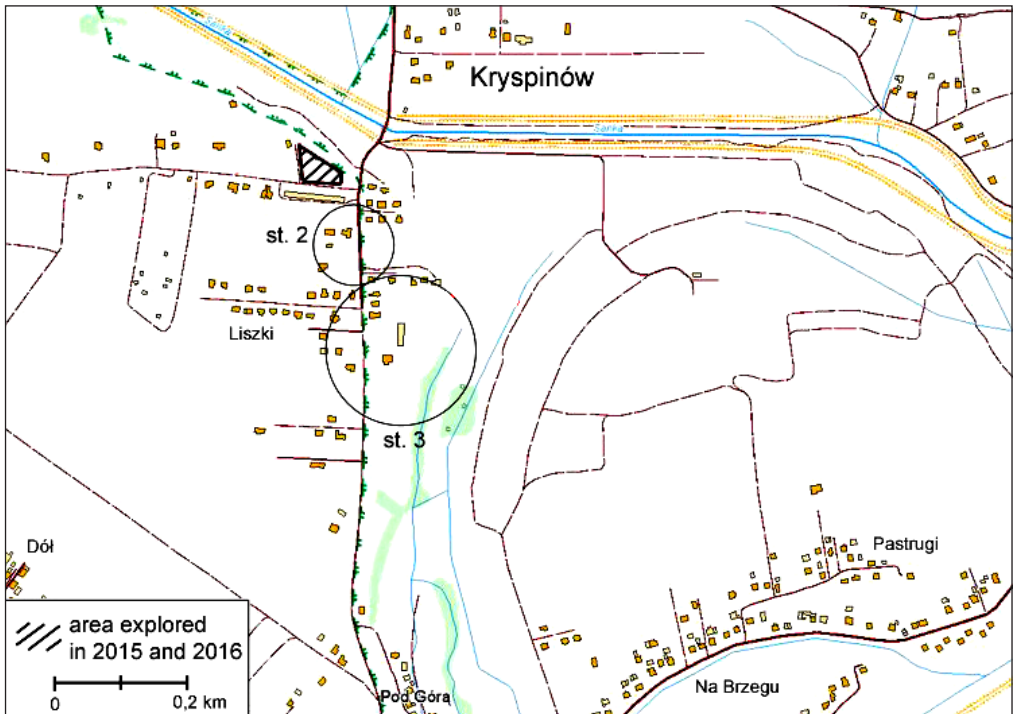 Sanka
Kryspinów
Sanka
st. 2
Liszki
st. 3
Dół
Pastrugi
area explored
in 2015 and 2016
0
0,2 km
Pod Górą
Na Brzegu